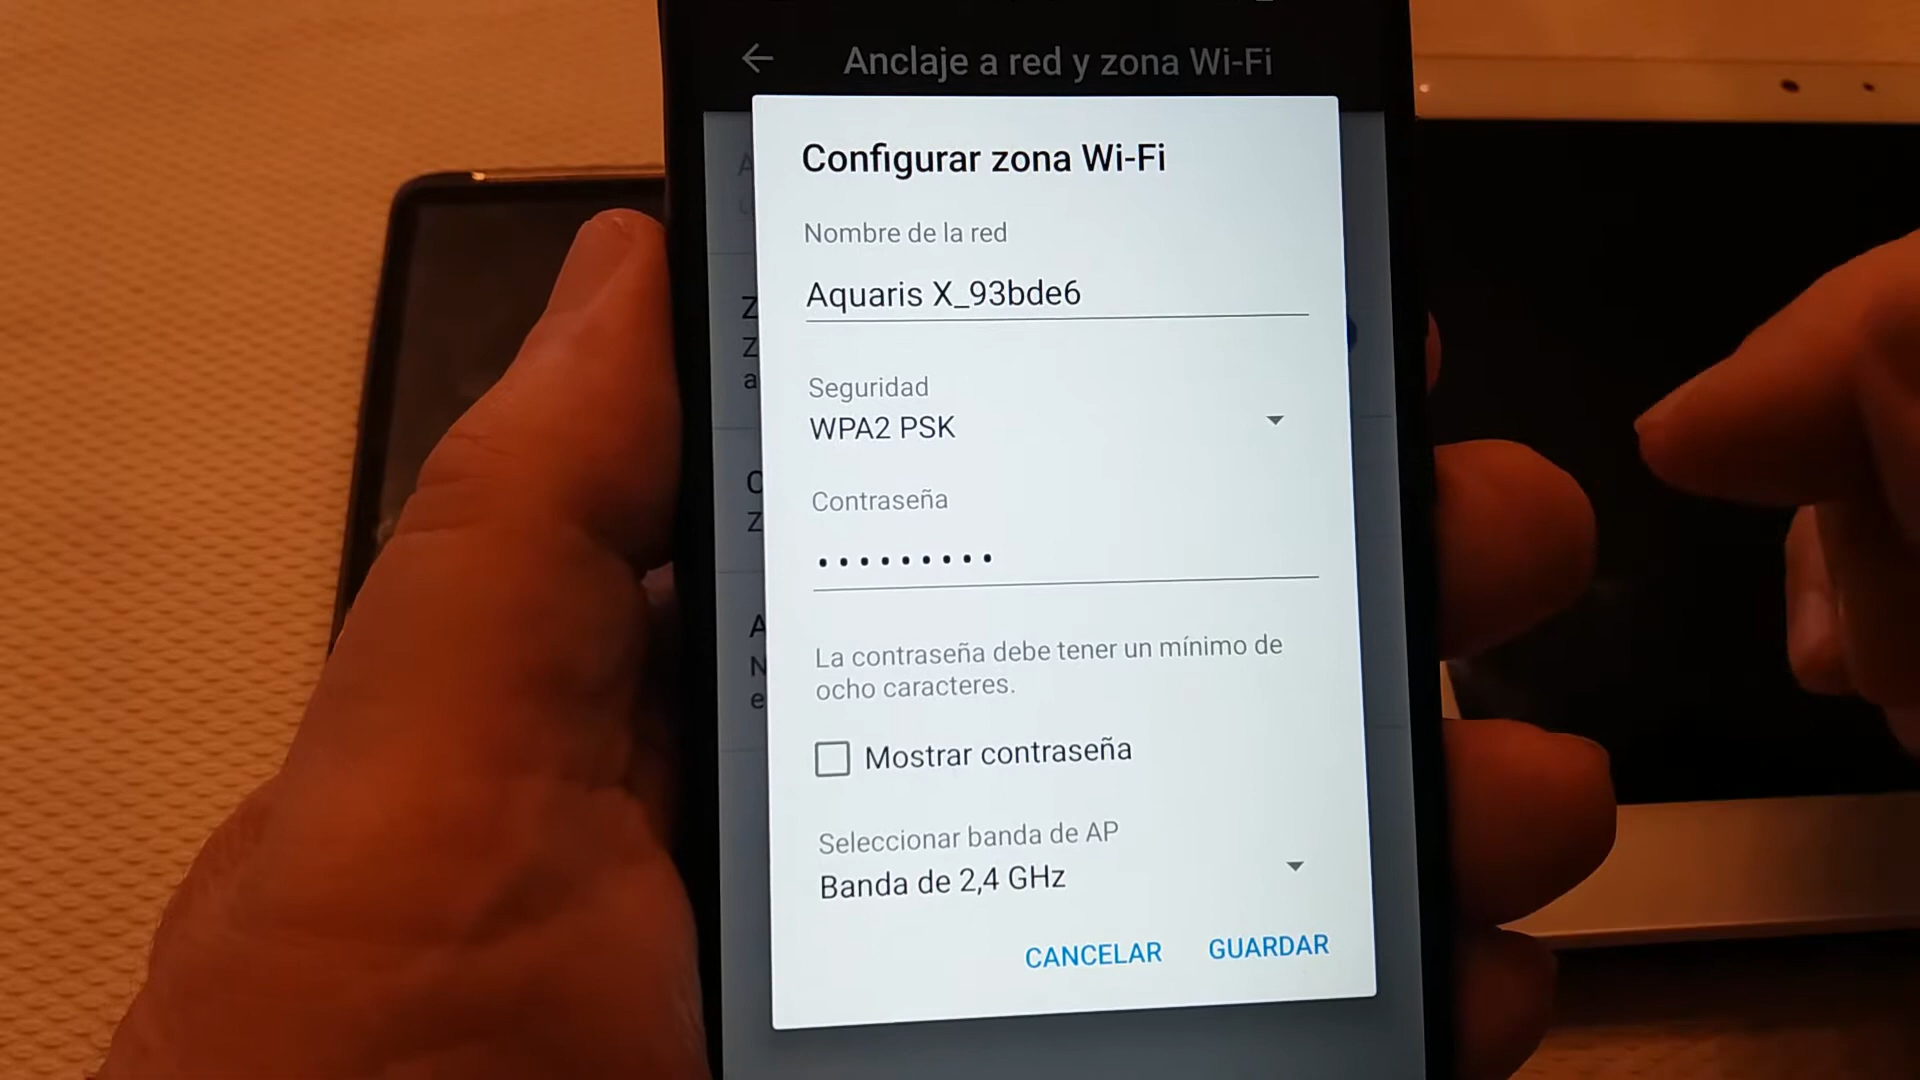 Anclaje a red y zona Wi-Fi
Configurar zona Wi-Fi
Nombre de la red
Aquaris X_93bde6
Seguridad
WPA2 PSK
Contraseña
•••••••••
La contraseña debe tener un mínimo de
ocho caracteres.
Mostrar contraseña
Seleccionar banda de AP
Banda de 2,4 GHz
CANCELAR GUARDAR